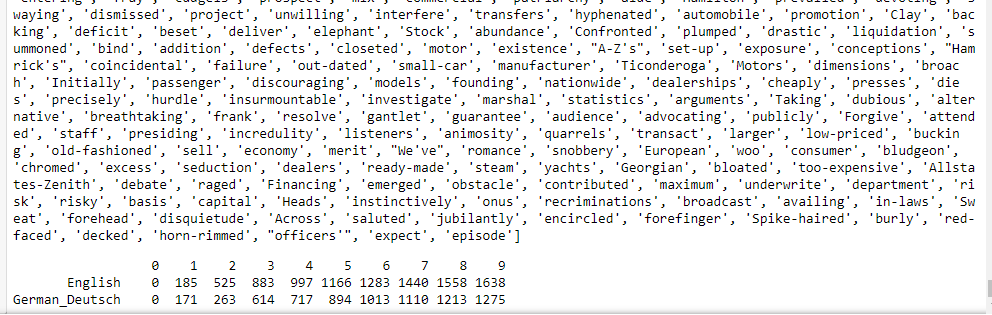 waying', 'dismissed', 'project', 'unwilling', 'interfere', 'transfers', 'hyphenated', 'automobile', 'promotion', 'Clay', 'bac
king', 'deficit', 'beset', 'deliver', 'elephant', 'Stock', 'abundance', 'Confronted', 'plumped', 'drastic', 'liquidation', 's
ummoned', 'bind', 'addition', 'defects', 'closeted', 'motor', 'existence', "A-Z's", 'set-up', 'exposure', 'conceptions', "Ham
rick's", 'coincidental', 'failure', 'out-dated', 'small-car', 'manufacturer', 'Ticonderoga', 'Motors', 'dimensions', 'broac
h', 'Initially', 'passenger', 'discouraging', 'models', 'founding', 'nationwide', 'dealerships', 'cheaply', 'presses', 'die
s', 'precisely', 'hurdle', 'insurmountable', 'investigate', 'marshal', 'statistics', 'arguments', 'Taking', 'dubious', 'alter
native', 'breathtaking', 'frank', 'resolve', 'gantlet', 'guarantee', 'audience', 'advocating', 'publicly', 'Forgive', 'attend
ed', 'staff', 'presiding', 'incredulity', 'listeners', 'animosity', 'quarrels', 'transact', 'larger', 'low-priced', 'buckin
g', 'old-fashioned', 'sell', 'economy', 'merit', "We've", 'romance', 'snobbery', 'European', 'woo', 'consumer', 'bludgeon',
'chromed', 'excess', 'seduction', 'dealers', 'ready-made', 'steam', 'yachts', 'Georgian', 'bloated', 'too-expensive', 'Allsta
tes-Zenith', 'debate', 'raged', 'Financing', 'emerged', 'obstacle', 'contributed', 'maximum', 'underwrite', 'department', 'ri
sk', 'risky', 'basis', 'capital', 'Heads', 'instinctively', 'onus', 'recriminations', 'broadcast', 'availing', 'in-laws', 'Sw
eat', 'forehead', 'disquietude', 'Across', 'saluted', 'jubilantly', 'encircled', 'forefinger', 'Spike-haired', 'burly', 'red-
faced', 'decked', 'horn-rimmed', "officers'", 'expect', 'episode']
0 1 2 3 4 5 6 7 8 9
English 0 185 525 883 997 1166 1283 1440 1558 1638
German_Deutsch 0 171 263 614 717 894 1013 1110 1213 1275